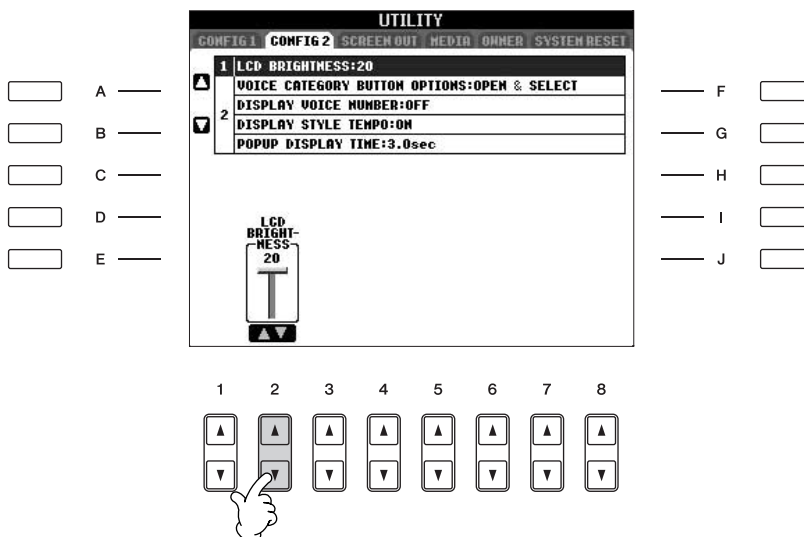 UTILITY
CONFIG 1 CONFIG 2 SCREEN OUT MEDIA OWNER SYSTEM RESET
1 LCD BRIGHTNESS:20
2 VOICE CATEGORY BUTTON OPTIONS:OPEN & SELECT
DISPLAY VOICE NUMBER:OFF
DISPLAY STYLE TEMPO:ON
POPUP DISPLAY TIME:3.0sec
A F
B G
C H
D I
E J
LCD
BRIGHT-
NESS
20
1 2 3 4 5 6 7 8